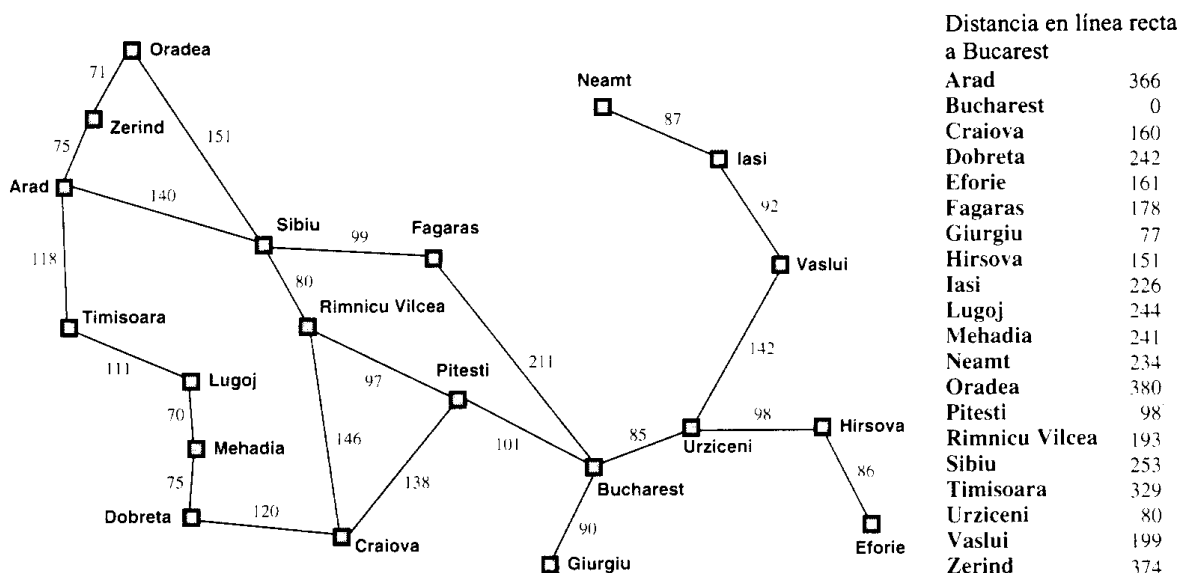 Oradea
71
Zerind
75
151
Arad
140
Sibiu
99
Fagaras
118
80
Rimnicu Vilcea
Timisoara
111
Lugoj
97
Pitesti
211
70
Mehadia
146
101
75
138
Dobreta
120
Craiova
Neamt
87
Iasi
92
Vaslui
142
85
98
Urziceni
Hirsova
86
Bucharest
90
Giurgiu
Eforie
Distancia en línea recta
a Bucarest
Arad 366
Bucharest 0
Craiova 160
Dobreta 242
Eforie 161
Fagaras 178
Giurgiu 77
Hirsova 151
Iasi 226
Lugoj 244
Mehadia 241
Neamt 234
Oradea 380
Pitesti 98
Rimnicu Vilcea 193
Sibiu 253
Timisoara 329
Urziceni 80
Vaslui 199
Zerind 374